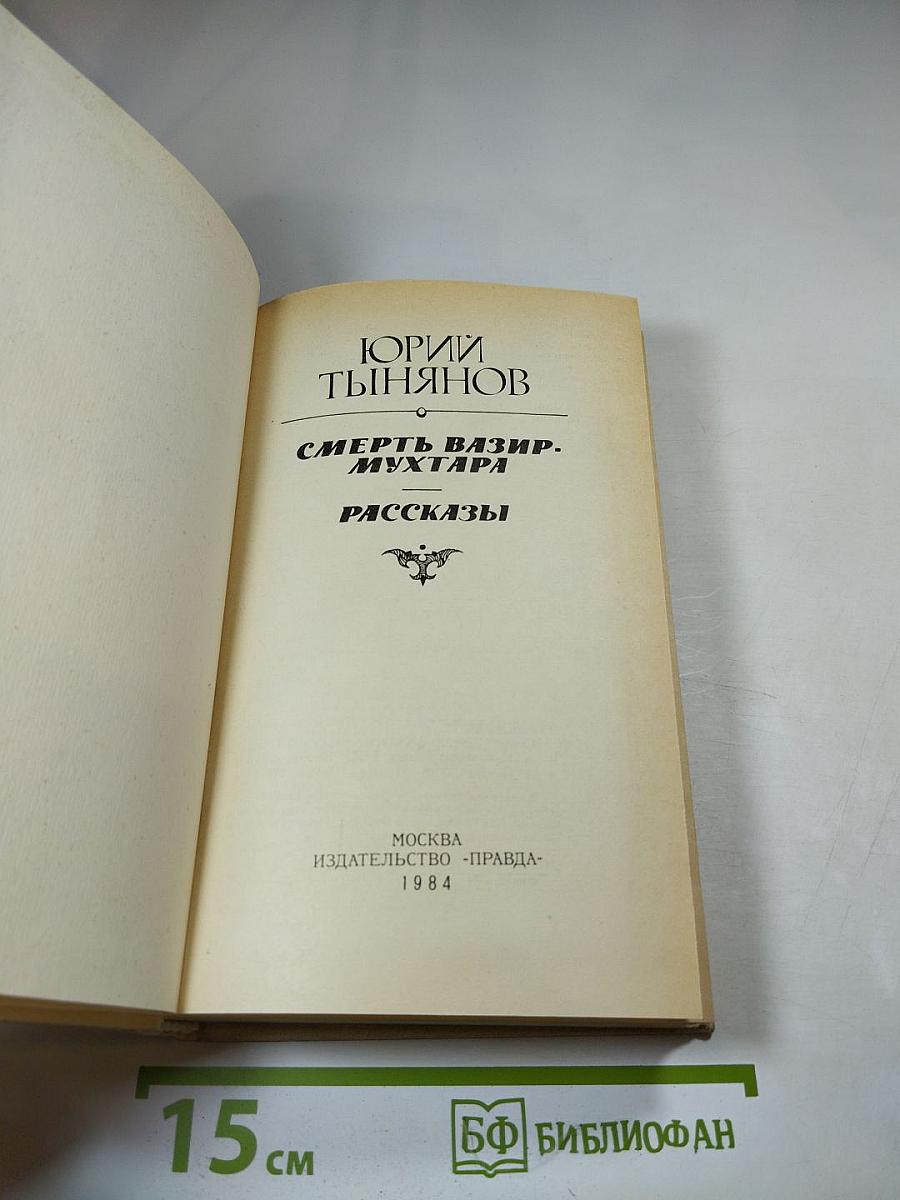 ЮРИЙ
ТЫНЯНОВ
СМЕРТЬ ВАЗИР-
МУХТАРА
РАССКАЗЫ
МОСКВА
ИЗДАТЕЛЬСТВО «ПРАВДА»
1984
15 см
БФ БИБЛИОФАН